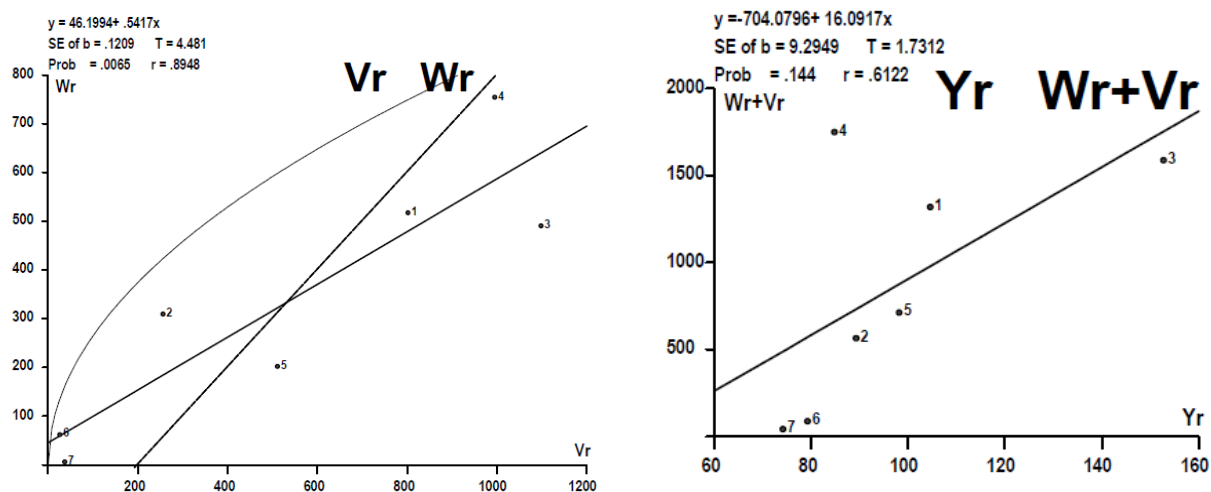 y = 46.1994+ .5417x
SE of b = .1209 T = 4.481
Prob = .0065 r = .8948
Wr
Vr Wr
800
700
600
500
400
300
200
100
4
1
3
2
5
6
7
Vr
200 400 600 800 1000 1200
y =-704.0796+ 16.0917x
SE of b = 9.2949 T = 1.7312
Prob = .144 r = .6122
Yr Wr+Vr
Wr+Vr
2000
1500
1000
500
4
3
1
5
2
6
7
Yr
60 80 100 120 140 160